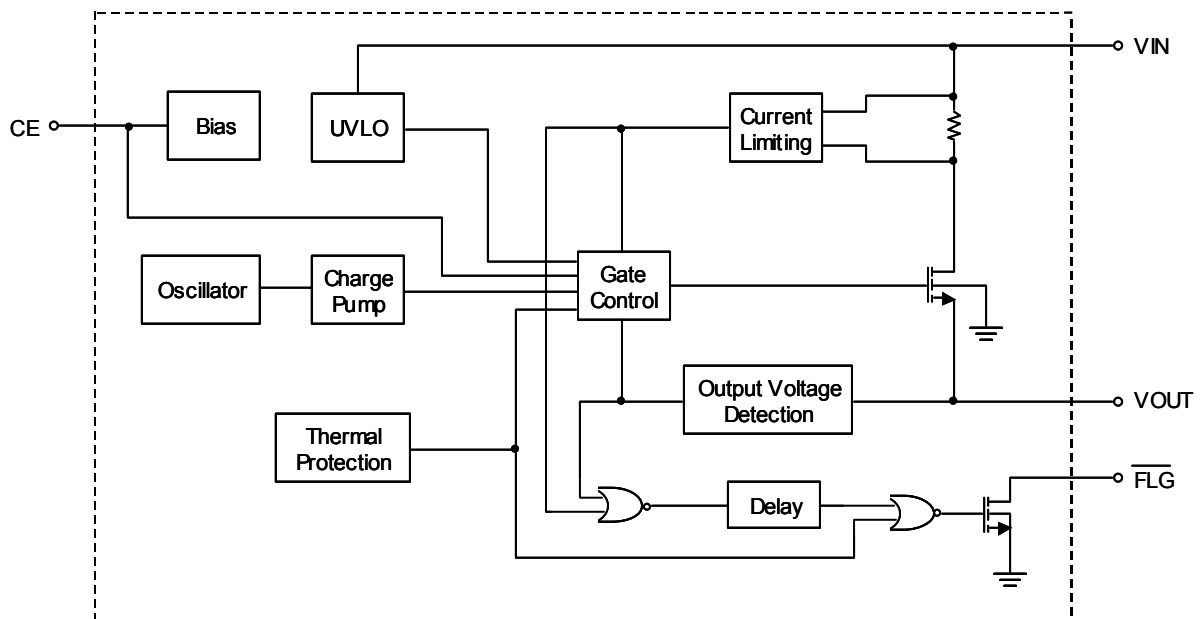 VIN
CE
Bias
UVLO
Current
Limiting
Oscillator
Charge
Pump
Gate
Control
Output Voltage
Detection
VOUT
Thermal
Protection
FLG
Delay